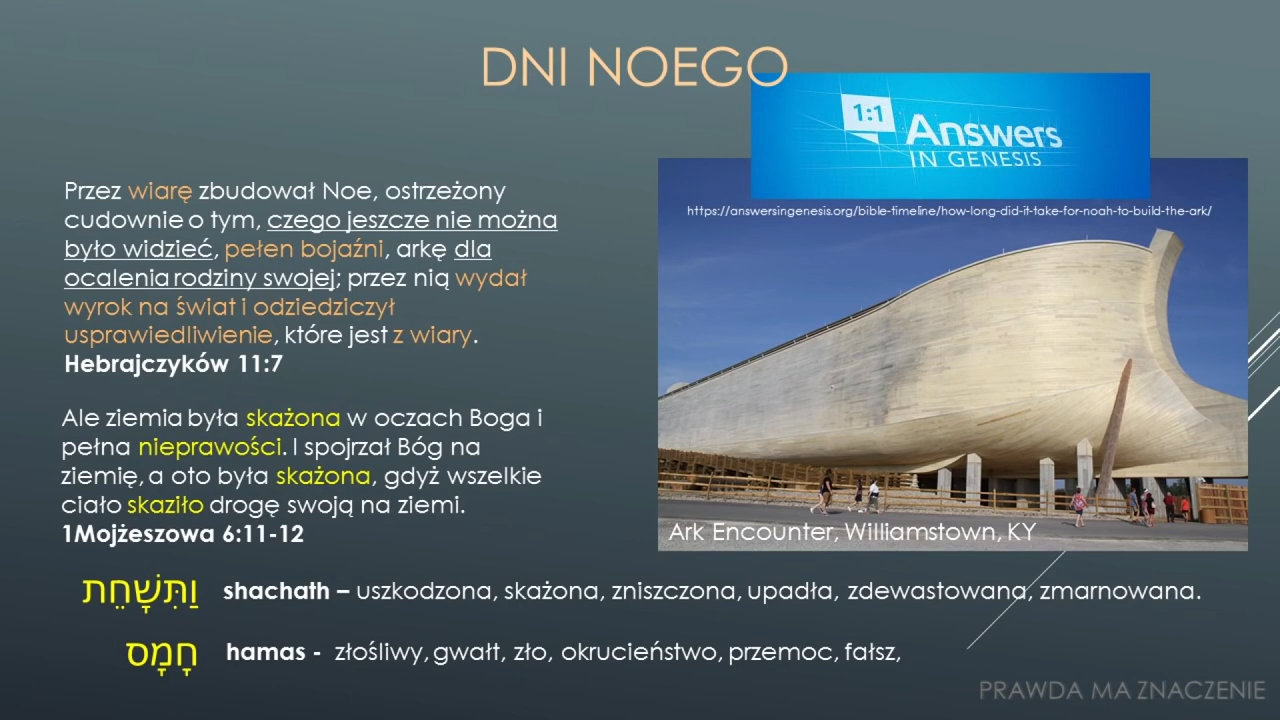 DNI NOEGO
1:1
Answers
IN GENESIS
https://answersingenesis.org/bible-timeline/how-long-did-it-take-for-noah-to-build-the-ark/
Przez wiarę zbudował Noe, ostrzeżony
cudownie o tym, czego jeszcze nie można
było widzieć, pełen bojaźni, arkę dla
ocalenia rodziny swojej; przez nią wydał
wyrok na świat i odziedziczył
usprawiedliwienie, które jest z wiary.
Hebrajczyków 11:7
Ale ziemia była skażona w oczach Boga i
pełna nieprawości. I spojrzał Bóg na
ziemię, a oto była skażona, gdyż wszelkie
ciało skaziło drogę swoją na ziemi.
1Mojżeszowa 6:11-12
Ark Encounter, Williamstown, KY
וַתִּשָּׁחֵת shachath – uszkodzona, skażona, zniszczona, upadła, zdewastowana, zmarnowana.
חָמָס hamas - złośliwy, gwałt, zło, okrucieństwo, przemoc, fałsz,
PRAWDA MA ZNACZENIE